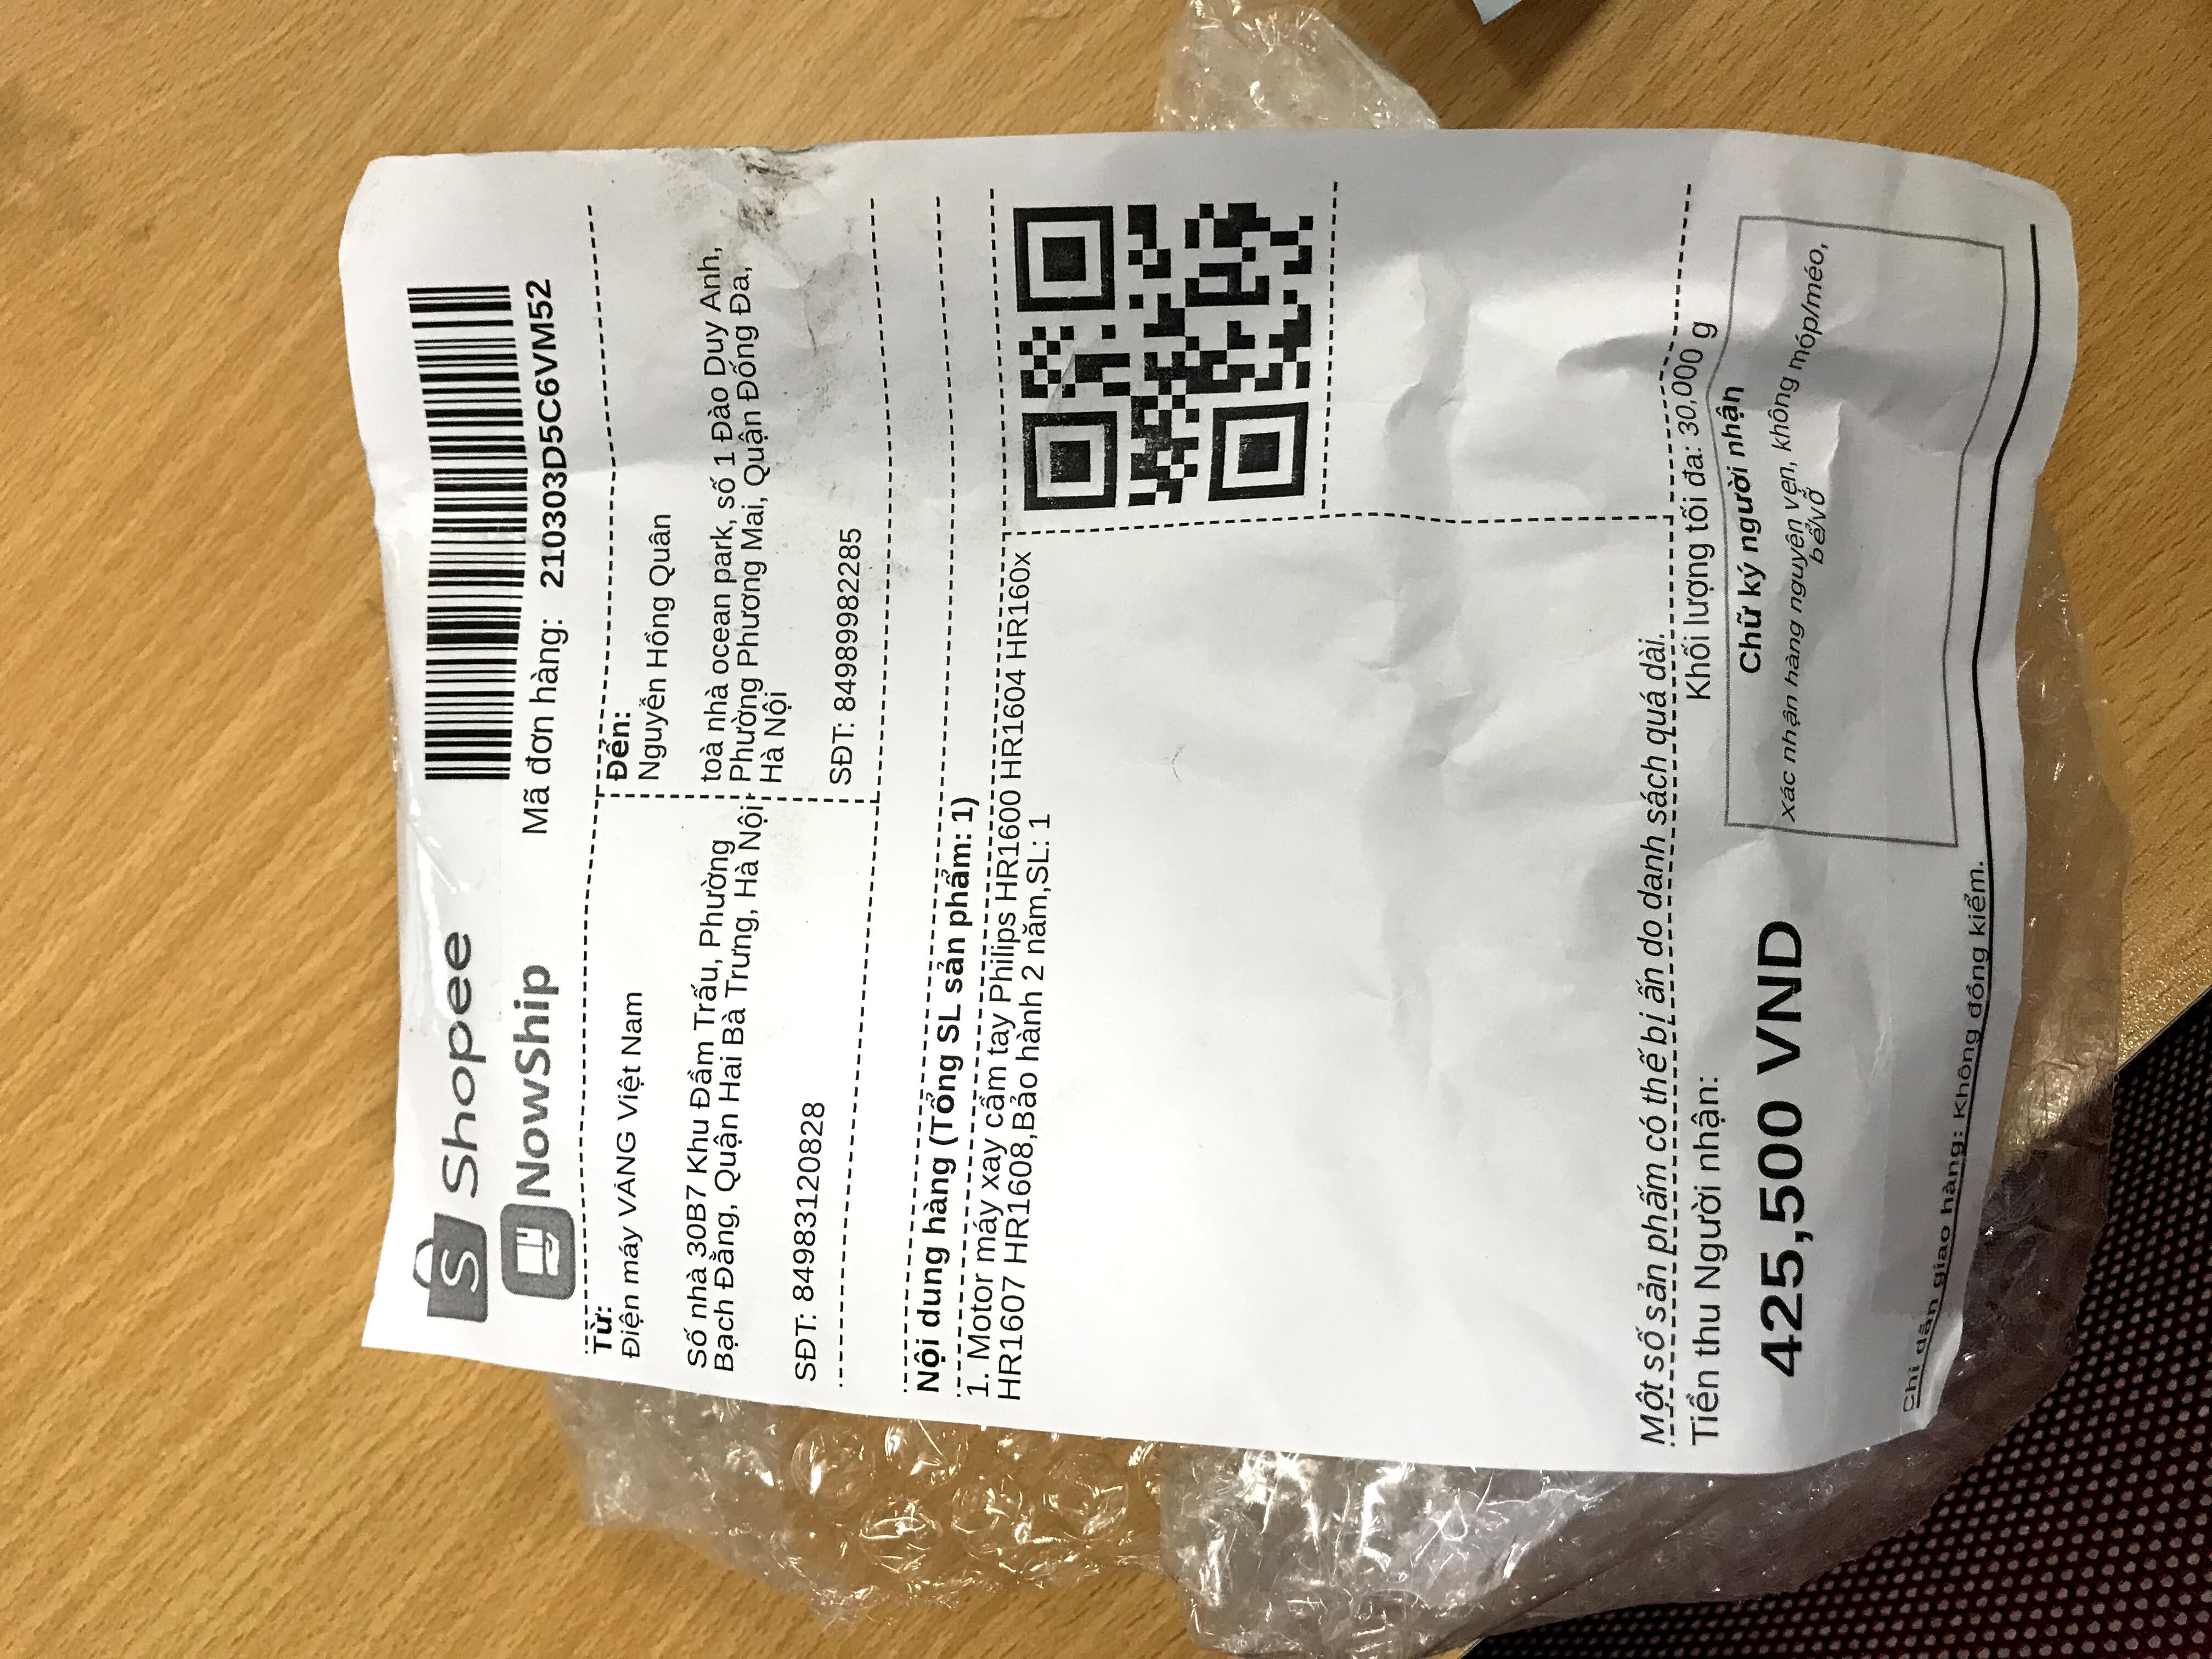 Shopee
NowShip
Mã đơn hàng: 210303D5C6VM52
Từ:
Điện máy VÀNG Việt Nam
Số nhà 30B7 Khu Đầm Trấu, Phường
Bạch Đằng, Quận Hai Bà Trưng, Hà Nội
SĐT: 84983120828
Đến:
Nguyễn Hồng Quân
toà nhà ocean park, số 1 Đào Duy Anh,
Phường Phương Mai, Quận Đống Đa,
Hà Nội
SĐT: 84989982285
Nội dung hàng (Tổng SL sản phẩm: 1)
1. Motor máy xay cầm tay Philips HR1600 HR1604 HR160x
HR1607 HR1608,Bảo hành 2 năm,SL: 1
Một số sản phẩm có thể bị ẩn do danh sách quá dài.
Tiền thu Người nhận:
425,500 VND
Khối lượng tối đa: 30,000 g
Chữ ký người nhận
Xác nhận hàng nguyên vẹn, không móp/méo,
bể/vỡ
Chỉ dẫn giao hàng: Không đồng kiểm.